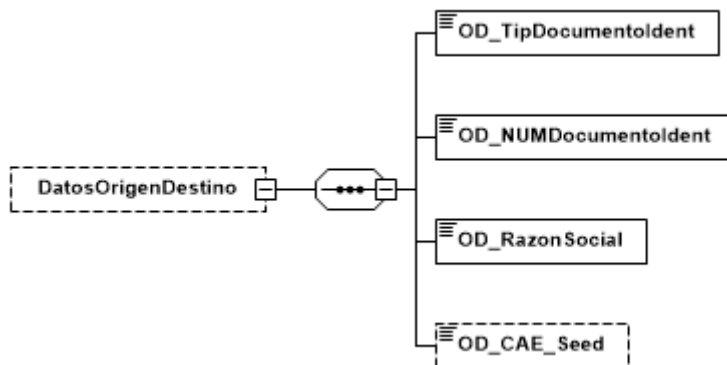 OD_TipDocumentoIdent
OD_NUMDocumentoIdent
DatosOrigenDestino
OD_RazonSocial
OD_CAE_Seed